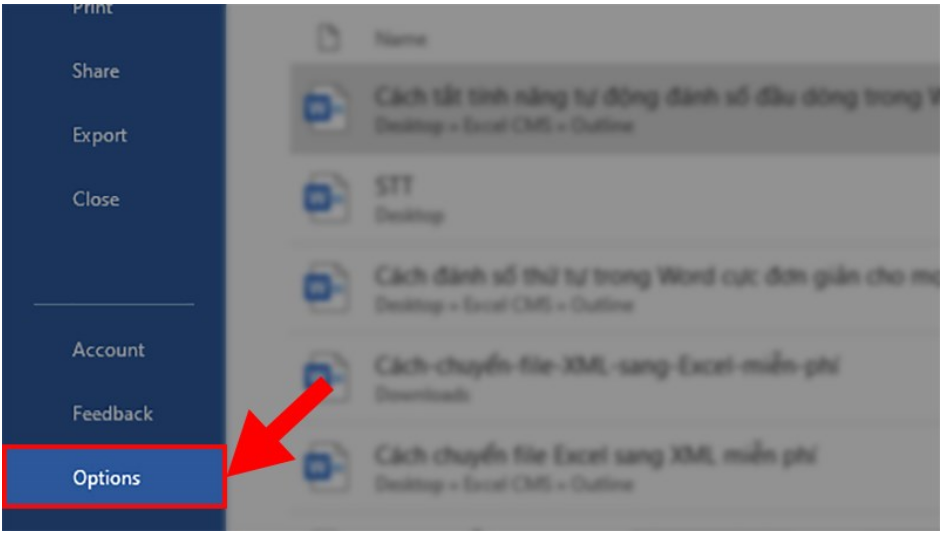 Print
Share
Export
Close
Account
Feedback
Options
Name
Cách tắt tính năng tự động đánh số đầu dòng trong
Desktop » Excel CMS » Outline
STT
Desktop
Cách đánh số thứ tự trong Word cực đơn giản cho
Desktop » Excel CMS » Outline
Cách-chuyển-file-XML-sang-Excel-miễn-phí
Downloads
Cách chuyển file Excel sang XML miễn phí
Desktop » Excel CMS » Outline